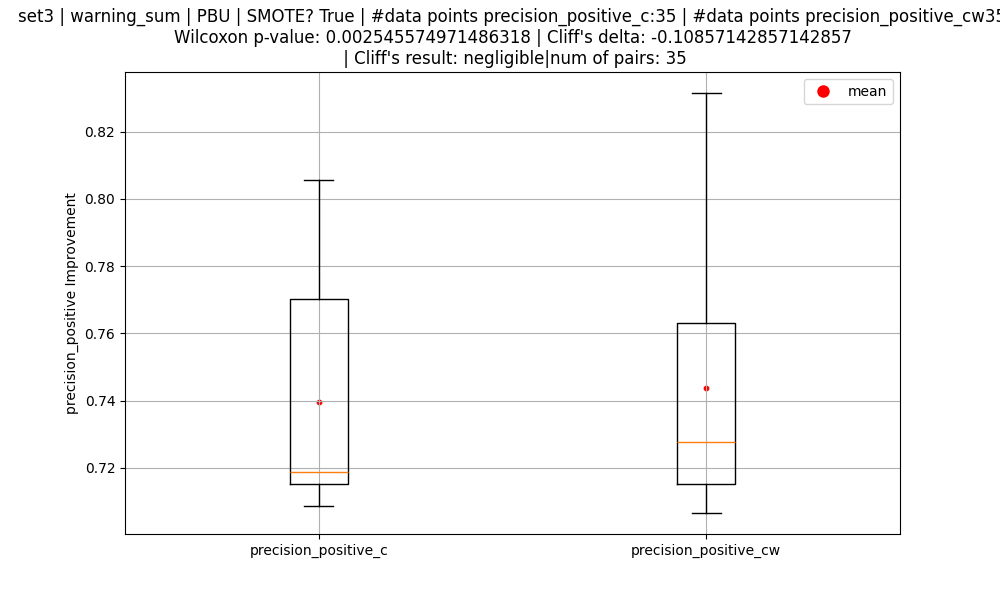 set3 | warning_sum | PBU | SMOTE? True | #data points precision_positive_c:35 | #data points precision_positive_cw35
Wilcoxon p-value: 0.002545574971486318 | Cliff's delta: -0.10857142857142857
| Cliff's result: negligible|num of pairs: 35
mean
0.82
0.80
0.78
0.76
0.74
0.72
precision_positive Improvement
precision_positive_c
precision_positive_cw